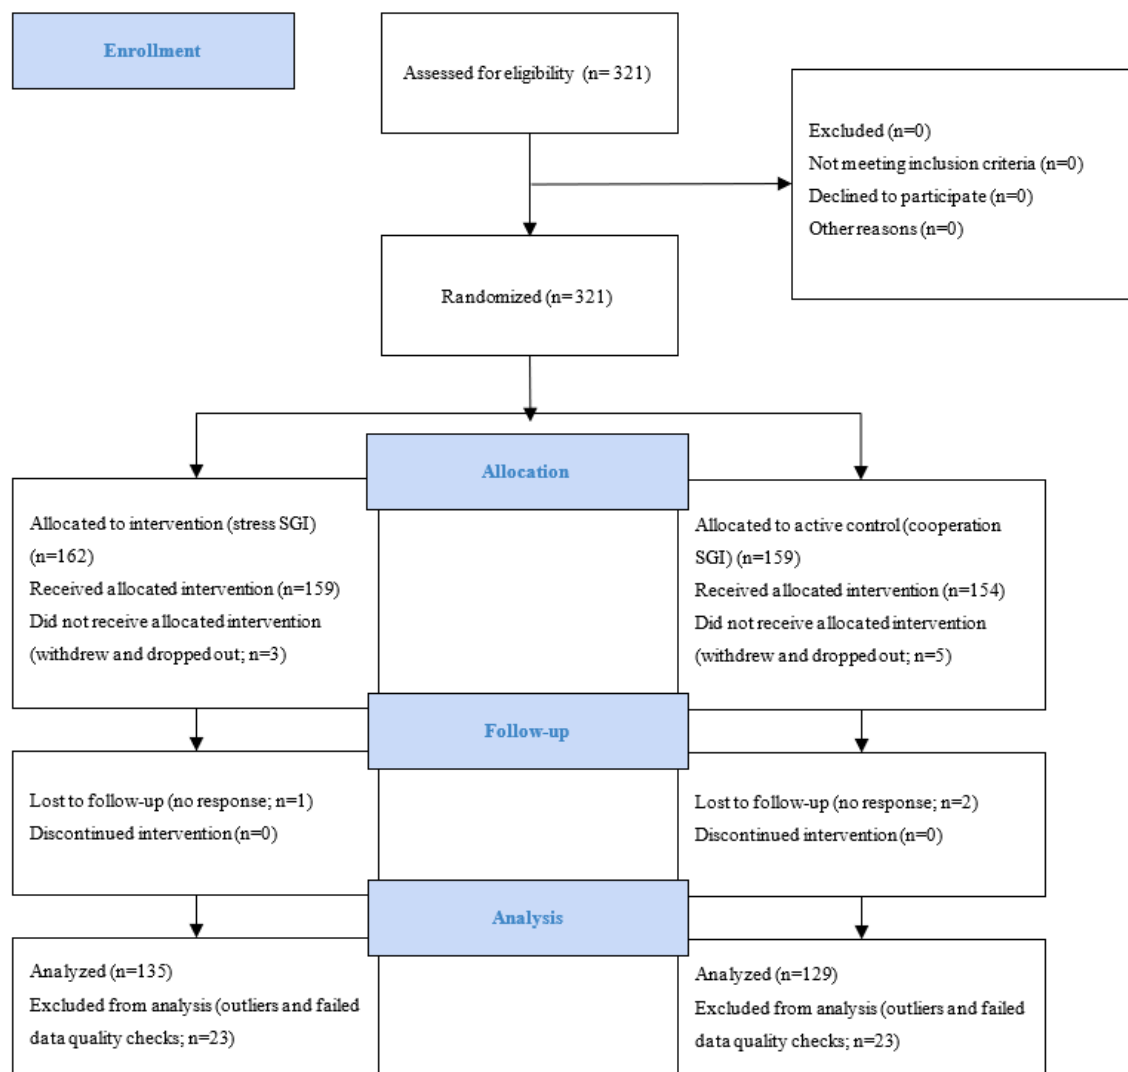 Enrollment
Assessed for eligibility (n= 321)
Excluded (n=0)
Not meeting inclusion criteria (n=0)
Declined to participate (n=0)
Other reasons (n=0)
Randomized (n=321)
Allocation
Allocated to intervention (stress SGI)
(n=162)
Received allocated intervention (n=159)
Did not receive allocated intervention
(withdrew and dropped out; n=3)
Allocated to active control (cooperation
SGI) (n=159)
Received allocated intervention (n=154)
Did not receive allocated intervention
(withdrew and dropped out; n=5)
Follow-up
Lost to follow-up (no response; n=1)
Discontinued intervention (n=0)
Lost to follow-up (no response; n=2)
Discontinued intervention (n=0)
Analysis
Analyzed (n=135)
Excluded from analysis (outliers and failed
data quality checks; n=23)
Analyzed (n=129)
Excluded from analysis (outliers and failed
data quality checks; n=23)